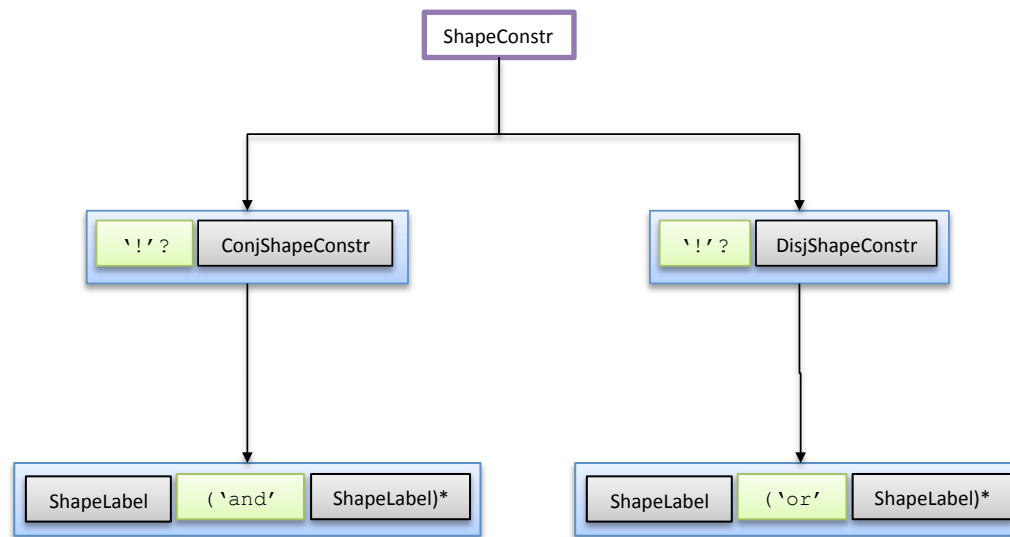 ShapeConstr
‘!’? ConjShapeConstr
‘!’? DisjShapeConstr
ShapeLabel (‘and’ ShapeLabel)*
ShapeLabel (‘or’ ShapeLabel)*